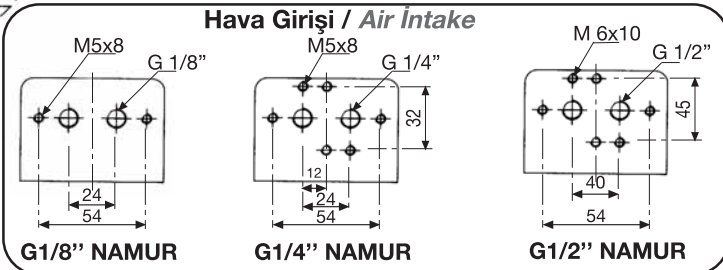 Hava Girişi / Air İntake
M5x8
G 1/8”
24
54
G1/8’’ NAMUR
M5x8
G 1/4”
32
12
24
54
G1/4’’ NAMUR
M 6x10
G 1/2”
45
40
54
G1/2’’ NAMUR